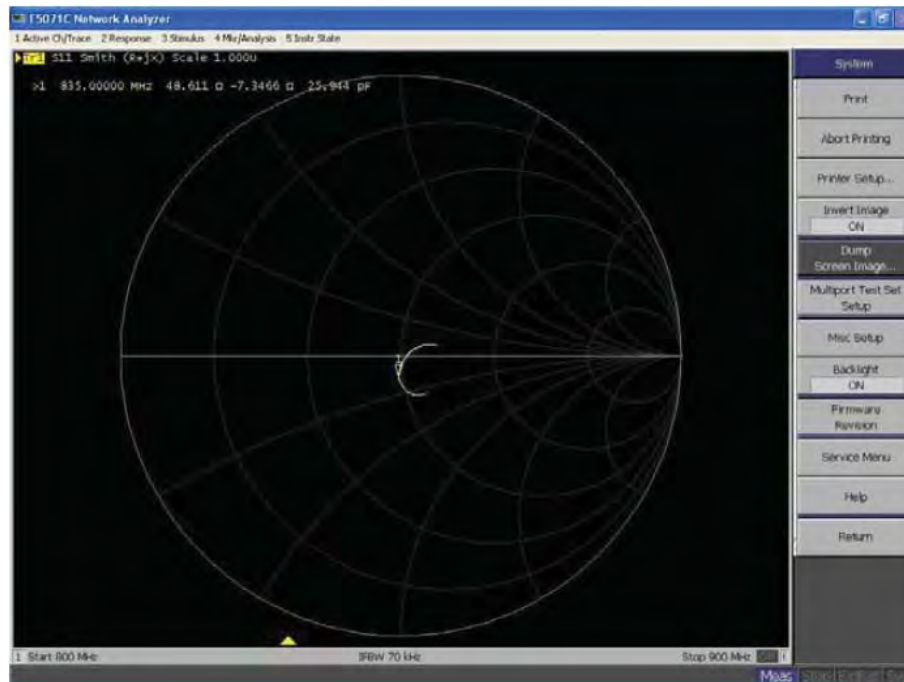 E5071C Network Analyzer
1 Active Ch/Trace 2 Response 3 Stimulus 4 Mkr/Analysis 5 Instr State
Tr1 S11 Smith (R+jX) Scale 1.000U
>1 835.00000 MHz 48.611 Ω -7.3466 Ω 25.944 pF
1
System
Print
Abort Printing
Printer Setup...
Invert Image
ON
Dump
Screen Image...
Multiport Test Set
Setup
Misc Setup
Backlight
ON
Firmware
Revision
Service Menu
Help
Return
1 Start 800 MHz IFBW 70 kHz Stop 900 MHz
Meas